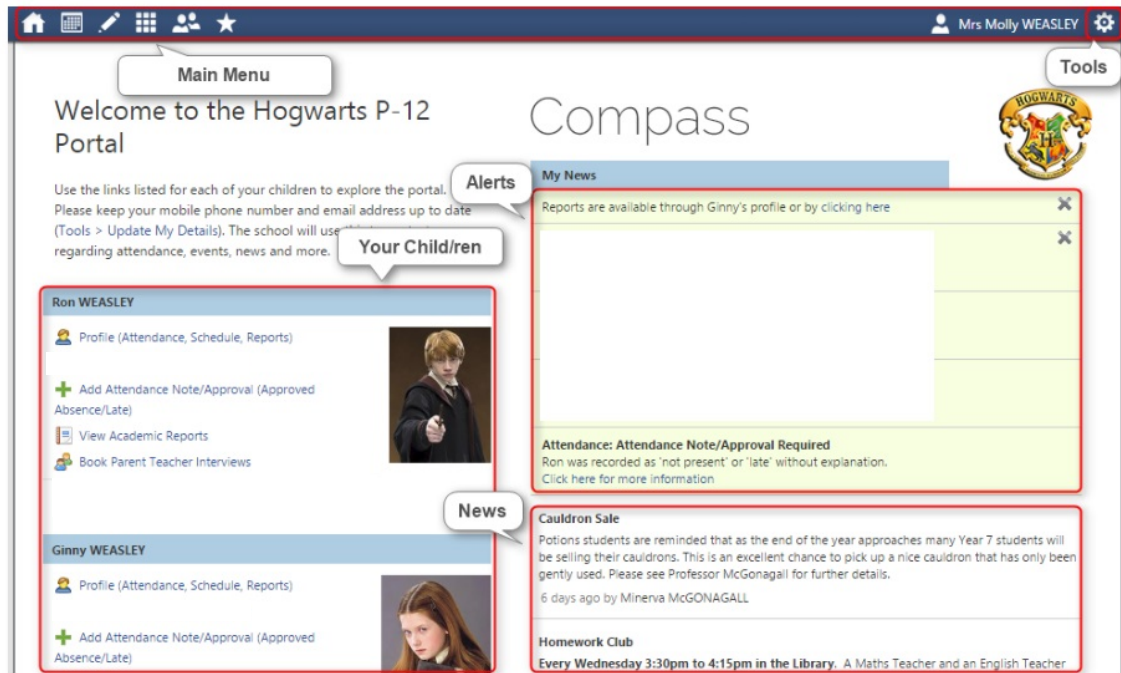 Mrs Molly WEASLEY
Main Menu
Tools
Welcome to the Hogwarts P-12
Portal
Compass
HOGWARTS
H
Use the links listed for each of your children to explore the portal.
Please keep your mobile phone number and email address up to date
(Tools > Update My Details). The school will use
regarding attendance, events, news and more.
Your Child/ren
Ron WEASLEY
Profile (Attendance, Schedule, Reports)
Add Attendance Note/Approval (Approved
Absence/Late)
View Academic Reports
Book Parent Teacher Interviews
Ginny WEASLEY
Profile (Attendance, Schedule, Reports)
Add Attendance Note/Approval (Approved
Absence/Late)
Alerts
My News
Reports are available through Ginny's profile or by clicking here
Attendance: Attendance Note/Approval Required
Ron was recorded as 'not present' or 'late' without explanation.
Click here for more information
News
Cauldron Sale
Potions students are reminded that as the end of the year approaches many Year 7 students will
be selling their cauldrons. This is an excellent chance to pick up a nice cauldron that has only been
gently used. Please see Professor McGonagall for further details.
6 days ago by Minerva McGONAGALL
Homework Club
Every Wednesday 3:30pm to 4:15pm in the Library. A Maths Teacher and an English Teacher